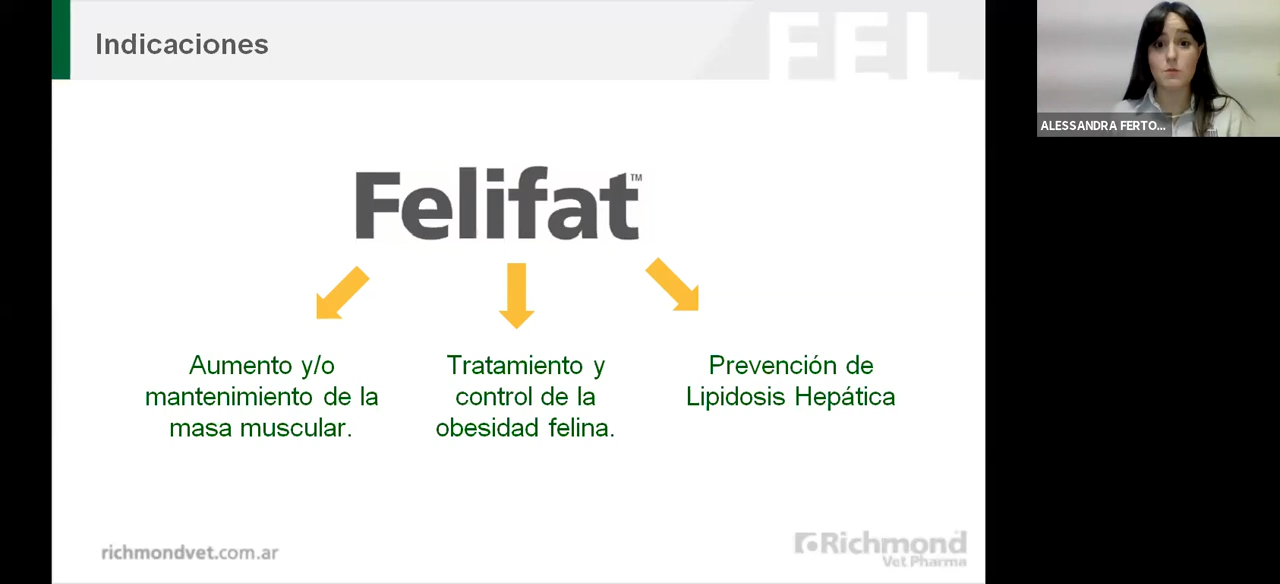 Indicaciones
FEL
Felifat™
Aumento y/o
mantenimiento de la
masa muscular.
Tratamiento y
control de la
obesidad felina.
Prevención de
Lipidosis Hepática
richmondvet.com.ar
Richmond
Vet Pharma
ALESSANDRA FERTO...